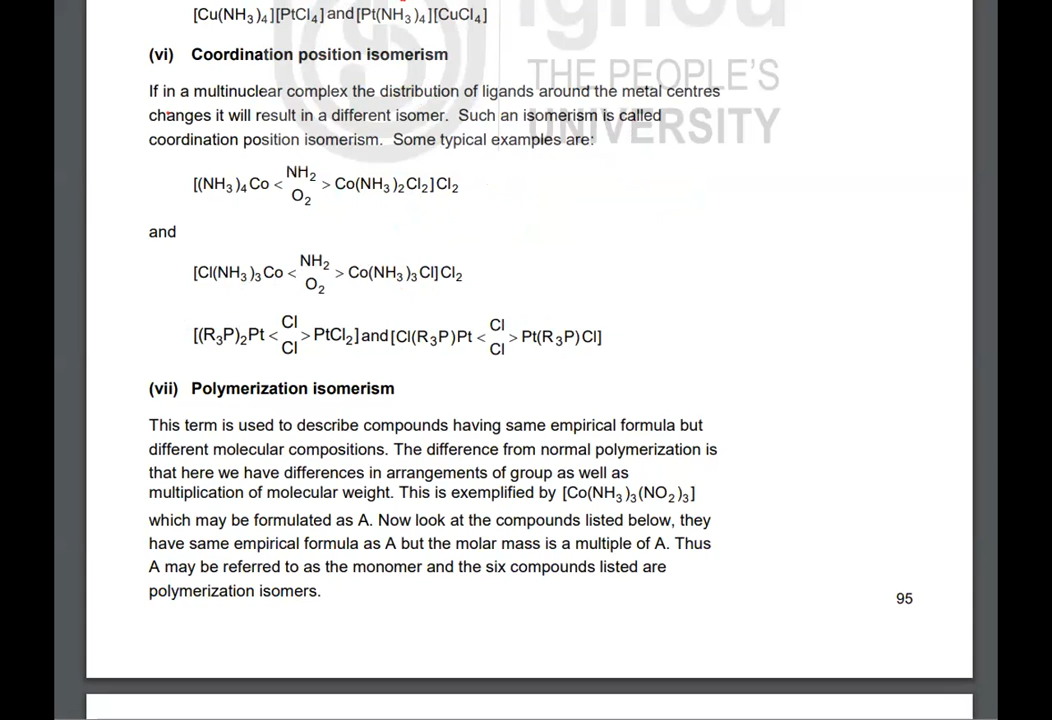 [Cu(NH₃)₄][PtCl₄] and [Pt(NH₃)₄][CuCl₄]
ignou
THE PEOPLE'S
UNIVERSITY
(vi) Coordination position isomerism
If in a multinuclear complex the distribution of ligands around the metal centres
changes it will result in a different isomer. Such an isomerism is called
coordination position isomerism. Some typical examples are:
NH₂
[(NH₃)₄Co < > Co(NH₃)₂Cl₂]Cl₂
O₂
and
NH₂
[Cl(NH₃)₃Co < > Co(NH₃)₃Cl]Cl₂
O₂
Cl Cl
[(R₃P)₂Pt < > PtCl₂] and [Cl(R₃P)Pt < > Pt(R₃P)Cl]
Cl Cl
(vii) Polymerization isomerism
This term is used to describe compounds having same empirical formula but
different molecular compositions. The difference from normal polymerization is
that here we have differences in arrangements of group as well as
multiplication of molecular weight. This is exemplified by [Co(NH₃)₃(NO₂)₃]
which may be formulated as A. Now look at the compounds listed below, they
have same empirical formula as A but the molar mass is a multiple of A. Thus
A may be referred to as the monomer and the six compounds listed are
polymerization isomers.
95